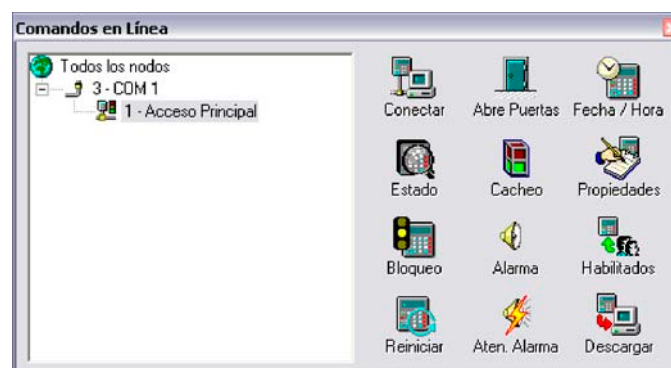 Comandos en Línea
Todos los nodos
3 - COM 1
1 - Acceso Principal
Conectar
Abre Puertas
Fecha / Hora
Estado
Cacheo
Propiedades
Bloqueo
Alarma
Habilitados
Reiniciar
Aten. Alarma
Descargar